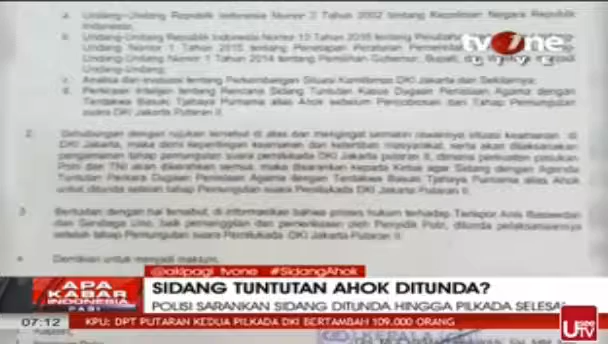 a. Undang-Undang Republik Indonesia Nomor 2 Tahun 2002 tentang Kepolisian Negara Republik
Indonesia;
b. Undang-Undang Republik Indonesia Nomor 10 Tahun 2016 tentang
Undang Nomor 1 Tahun 2015 tentang Penetapan Peraturan Pemerintah
Undang Nomor 1 Tahun 2014 tentang Pemilihan Gubernur, Bupati, d
Undang-Undang;
c. Analisa dan evaluasi tentang Perkembangan Situasi Kamtibmas DKI Jakarta dan Sekitarnya;
d. Perkiraan Intelijen tentang Rencana Sidang Tuntutan Kasus Dugaan Penistaan Agama dengan
Terdakwa Basuki Tjahaya Purnama alias Ahok sebelum Pencoblosan dan Tahap Pemungutan
suara DKI Jakarta Putaran II.
tvOne
LIVE
2. Sehubungan dengan rujukan tersebut di atas dan mengingat semakin rawannya situasi keamanan di
DKI Jakarta, maka demi kepentingan keamanan dan ketertiban masyarakat, serta akan dilaksanakan
pengamanan tahap pemungutan suara pemilukada DKI Jakarta putaran II, dimana perkuatan pasukan
Polri dan TNI akan dikerahkan semua, maka disarankan kepada Ketua agar Sidang dengan Agenda
Tuntutan Perkara Dugaan Penistaan Agama dengan Terdakwa Basuki Tjahaya Purnama alias Ahok
untuk ditunda setelah tahap Pemungutan suara Pemilukada DKI Jakarta Putaran II.
3. Berkaitan dengan hal tersebut, di informasikan bahwa proses hukum terhadap Terlapor Anis Baswedan
dan Sandiaga Uno, baik pemanggilan dan pemeriksaan oleh Penyidik Polri, ditunda pelaksanaannya
setelah tahap Pemungutan suara Pemilukada DKI Jakarta Putaran II.
4. Demikian untuk menjadi maklum.
@akipagi_tvone #SidangAhok
APA
KABAR
INDONESIA
PAGI
SIDANG TUNTUTAN AHOK DITUNDA?
POLISI SARANKAN SIDANG DITUNDA HINGGA PILKADA SELESAI
07:12
KPU: DPT PUTARAN KEDUA PILKADA DKI BERTAMBAH 109.000 ORANG
U
TV